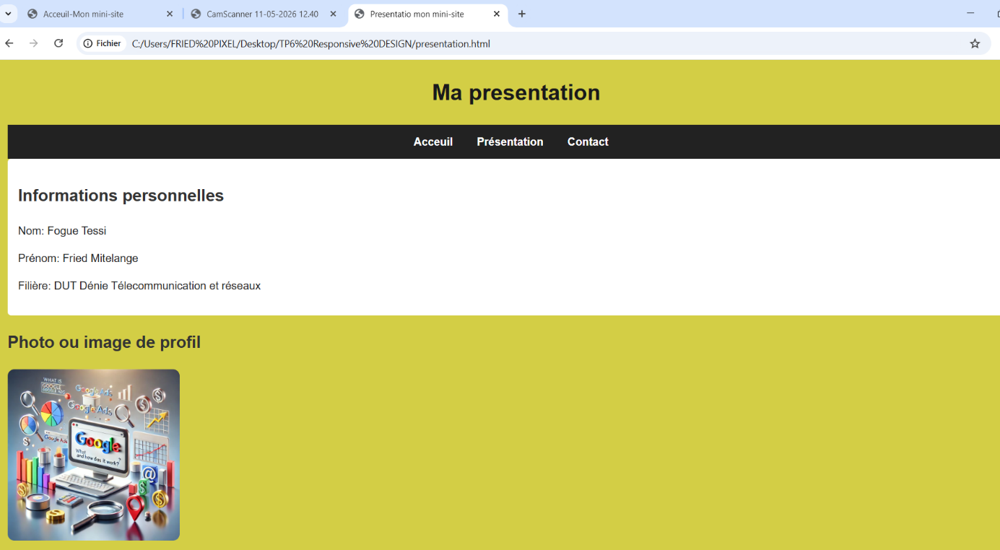 Acceuil-Mon mini-site
CamScanner 11-05-2026 12.40
Presentatio mon mini-site
Fichier
C:/Users/FRIED%20PIXEL/Desktop/TP6%20Responsive%20DESIGN/presentation.html
Ma presentation
Acceuil Présentation Contact
Informations personnelles
Nom: Fogue Tessi
Prénom: Fried Mitelange
Filière: DUT Dénie Télecommunication et réseaux
Photo ou image de profil
WHAT IS
Google Ads
Google Ads
Google Ads
Google
What
and how das it work?
@